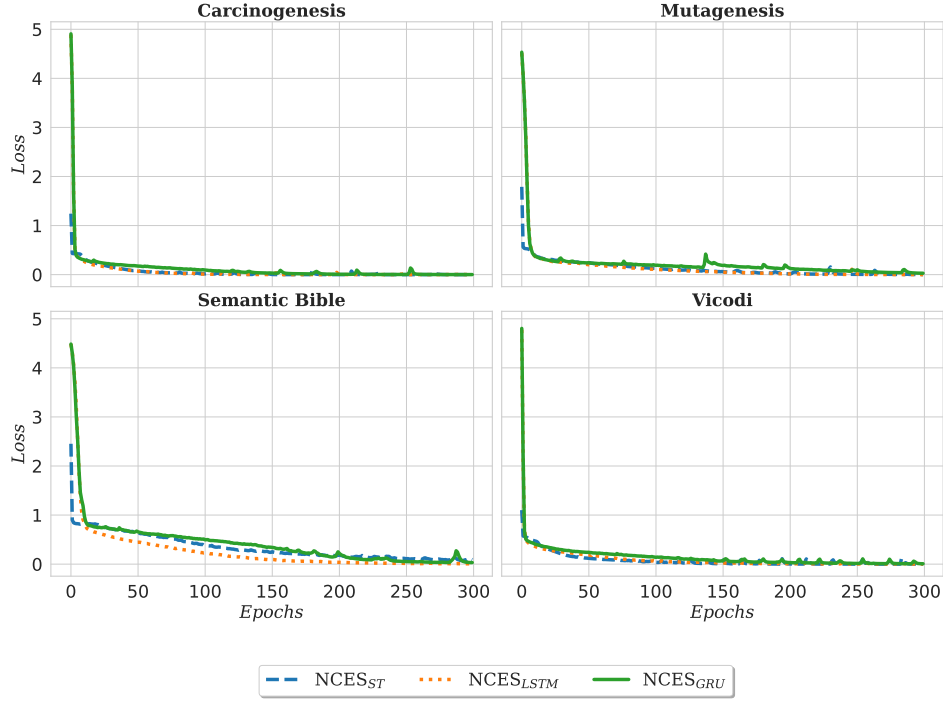 Carcinogenesis
Mutagenesis
5
4
3
2
1
0
Loss
Semantic Bible
Vicodi
5
4
3
2
1
0
Loss
0 50 100 150 200 250 300
0 50 100 150 200 250 300
Epochs
Epochs
NCES_ST NCES_LSTM NCES_GRU